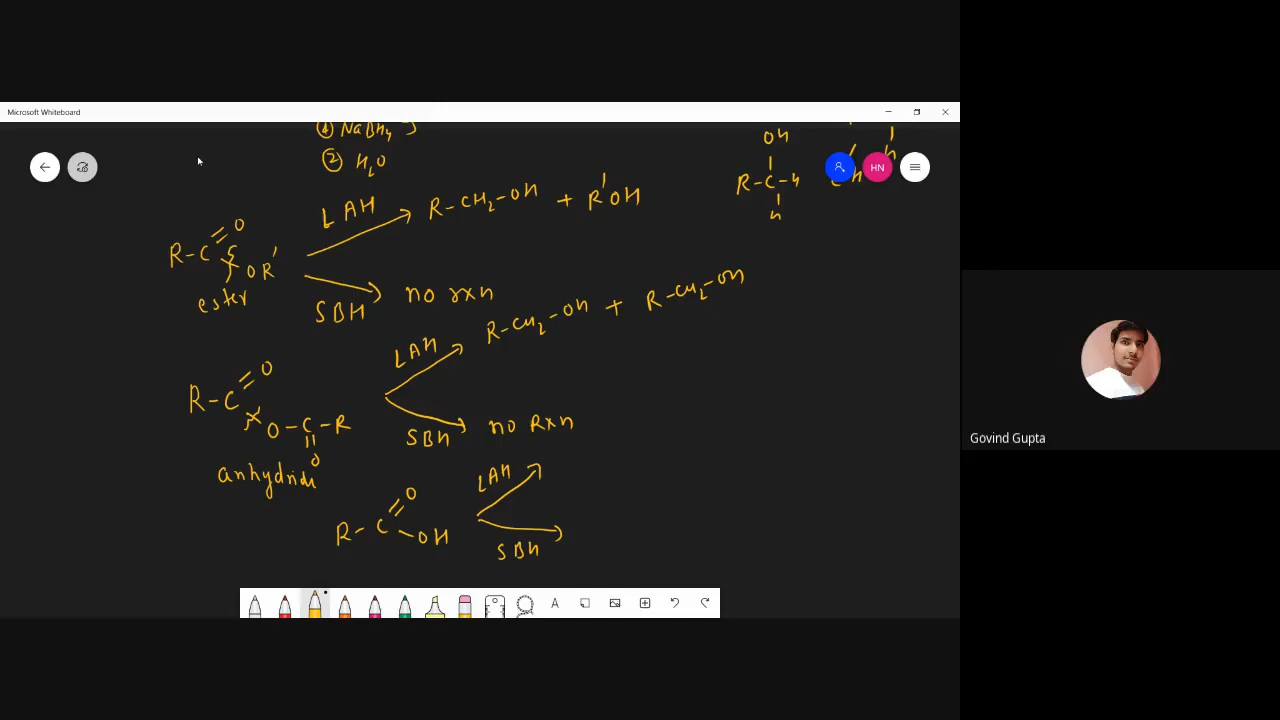 Microsoft Whiteboard
① NaBH4
② H2O
OH
R-C-H
H
HN
LAH
R-CH2-OH + R'OH
R-C=O
OR'
ester
SBH
no rxn
LAH
R-CH2-OH + R-CH2-OH
R-C=O
O-C-R
O
anhydride
SBH
no Rxn
R-C=O
OH
LAH
SBH
Govind Gupta
A